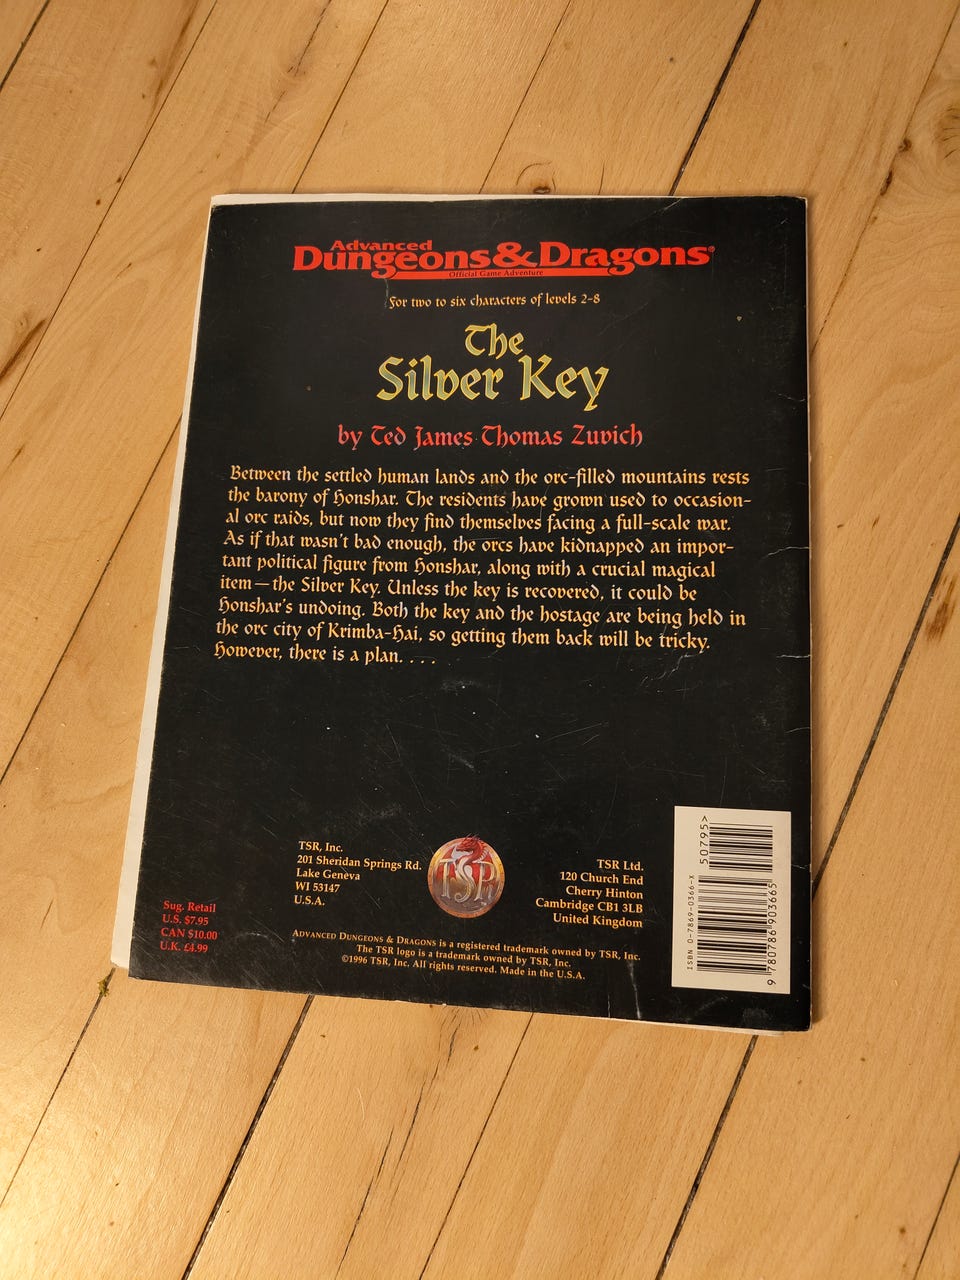 Advanced
Dungeons & Dragons®
Official Game Adventure
For two to six characters of levels 2-8
The
Silver Key
by Ted James Thomas Zuvich
Between the settled human lands and the orc-filled mountains rests
the barony of Honshar. The residents have grown used to occasion-
al orc raids, but now they find themselves facing a full-scale war.
As if that wasn't bad enough, the orcs have kidnapped an impor-
tant political figure from Honshar, along with a crucial magical
item—the Silver Key. Unless the key is recovered, it could be
Honshar's undoing. Both the key and the hostage are being held in
the orc city of Krimba-Hai, so getting them back will be tricky.
However, there is a plan. . . .
TSR, Inc.
201 Sheridan Springs Rd.
Lake Geneva
WI 53147
U.S.A.
TSR
TSR Ltd.
120 Church End
Cherry Hinton
Cambridge CB1 3LB
United Kingdom
Sug. Retail
U.S. $7.95
CAN $10.00
U.K. £4.99
ADVANCED DUNGEONS & DRAGONS is a registered trademark owned by TSR, Inc.
The TSR logo is a trademark owned by TSR, Inc.
©1996 TSR, Inc. All rights reserved. Made in the U.S.A.
ISBN 0-7869-0366-X
9 780786 903665
50795>